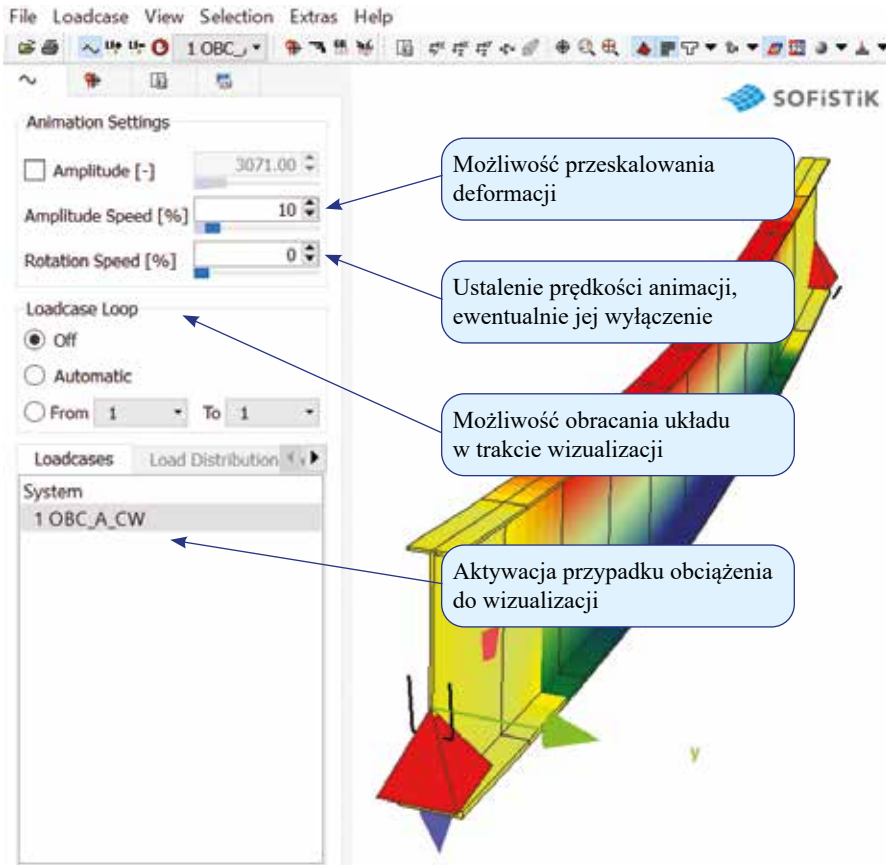 File Loadcase View Selection Extras Help
1 OBC_
SOFiSTiK
Animation Settings
Amplitude [-] 3071.00
Możliwość przeskalowania
deformacji
Amplitude Speed [%] 10
Rotation Speed [%] 0
Ustalenie prędkości animacji,
ewentualnie jej wyłączenie
Loadcase Loop
Off
Automatic
From 1 To 1
Możliwość obracania układu
w trakcie wizualizacji
Loadcases Load Distribution
System
1 OBC_A_CW
Aktywacja przypadku obciążenia
do wizualizacji
y